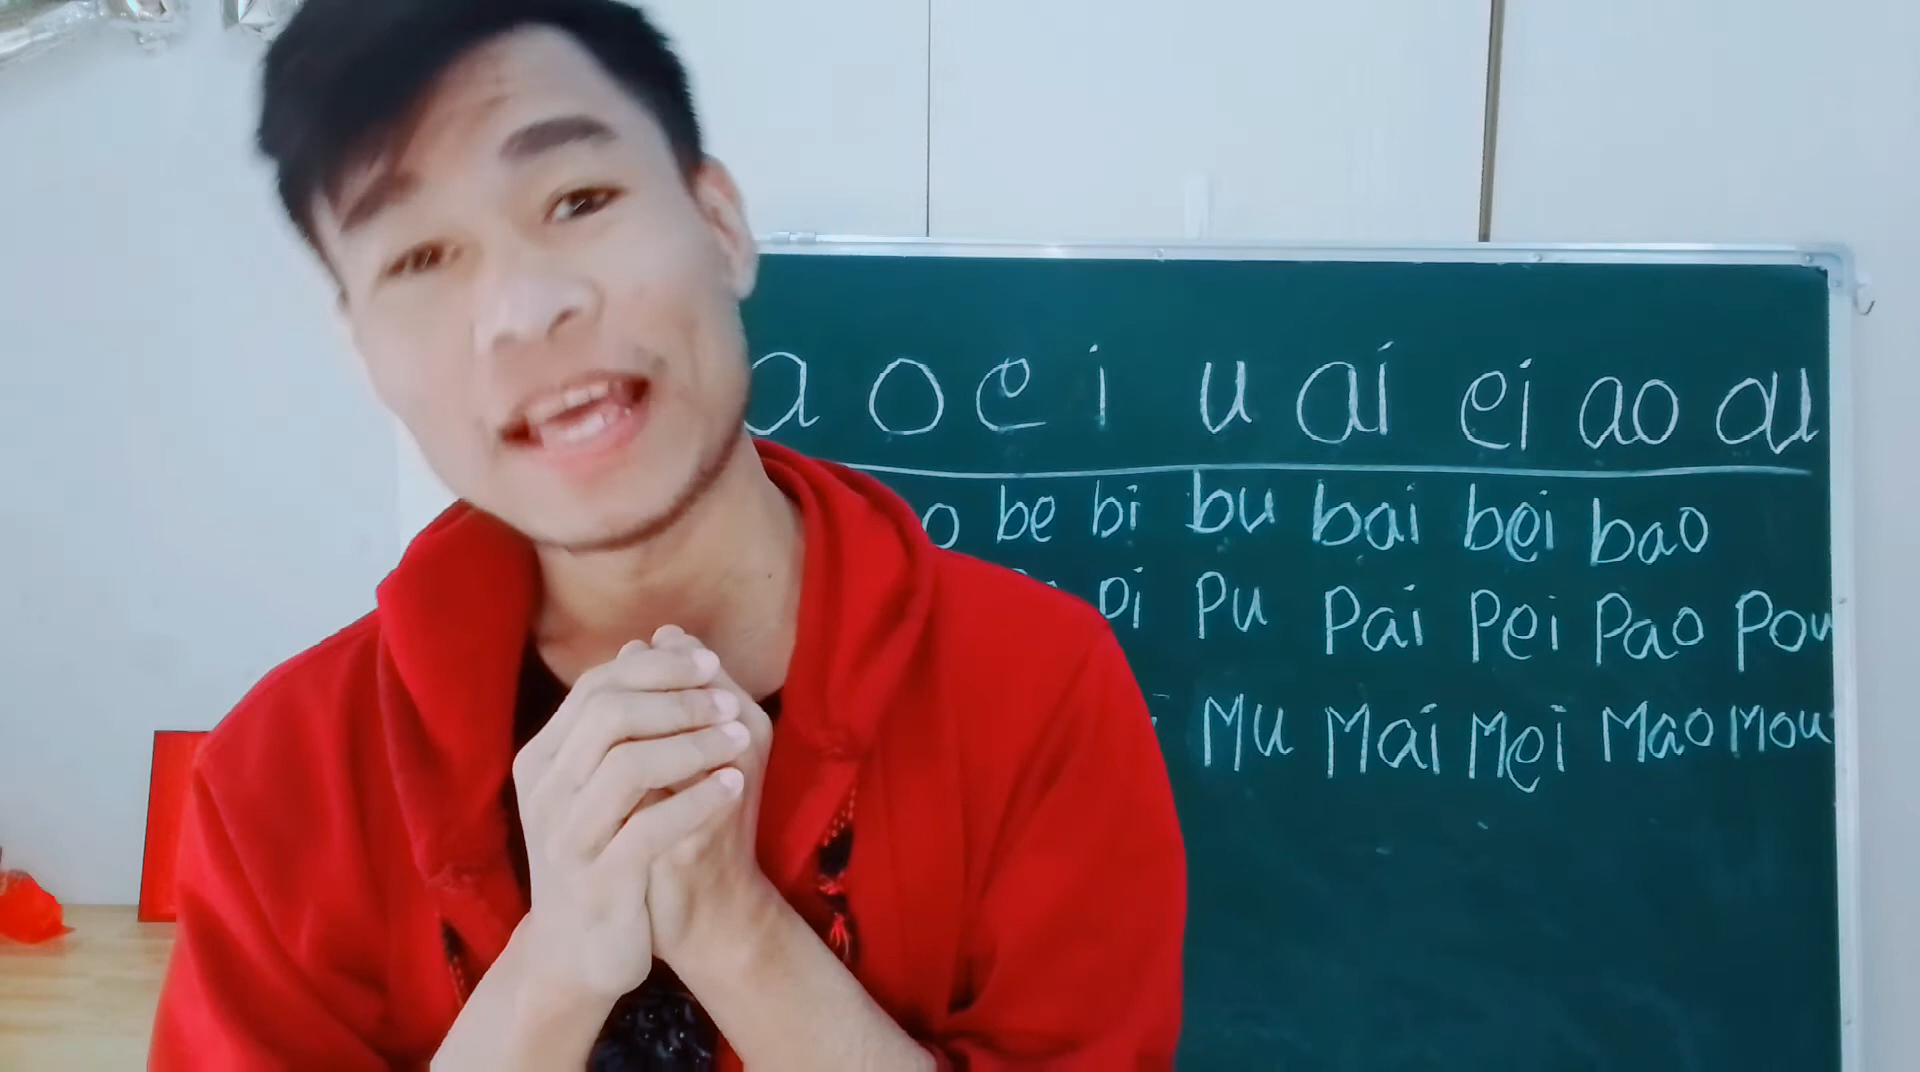 a o e i u ai ei ao ou
be bi bu bai bei bao
pu pai pei pao pou
Mu Mai Mei Mao Mou